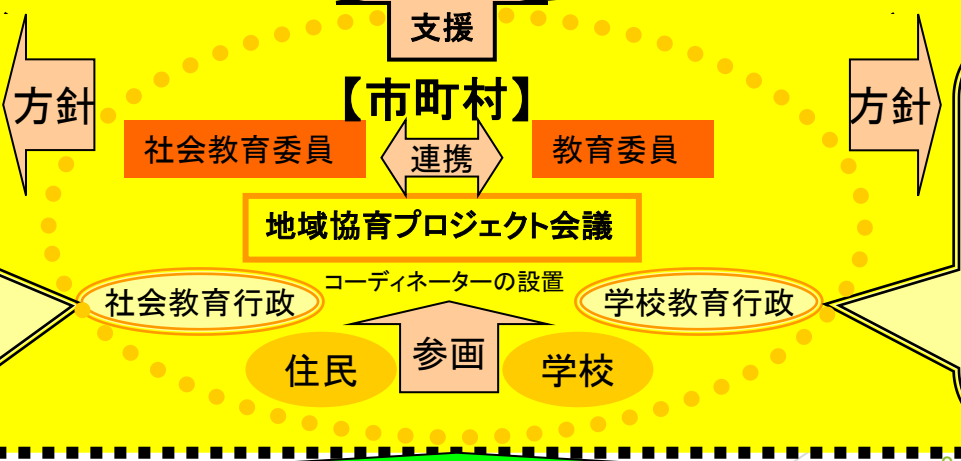 支援
【市町村】
方針
方針
社会教育委員
連携
教育委員
地域協育プロジェクト会議
コーディネーターの設置
社会教育行政
学校教育行政
住民
参画
学校